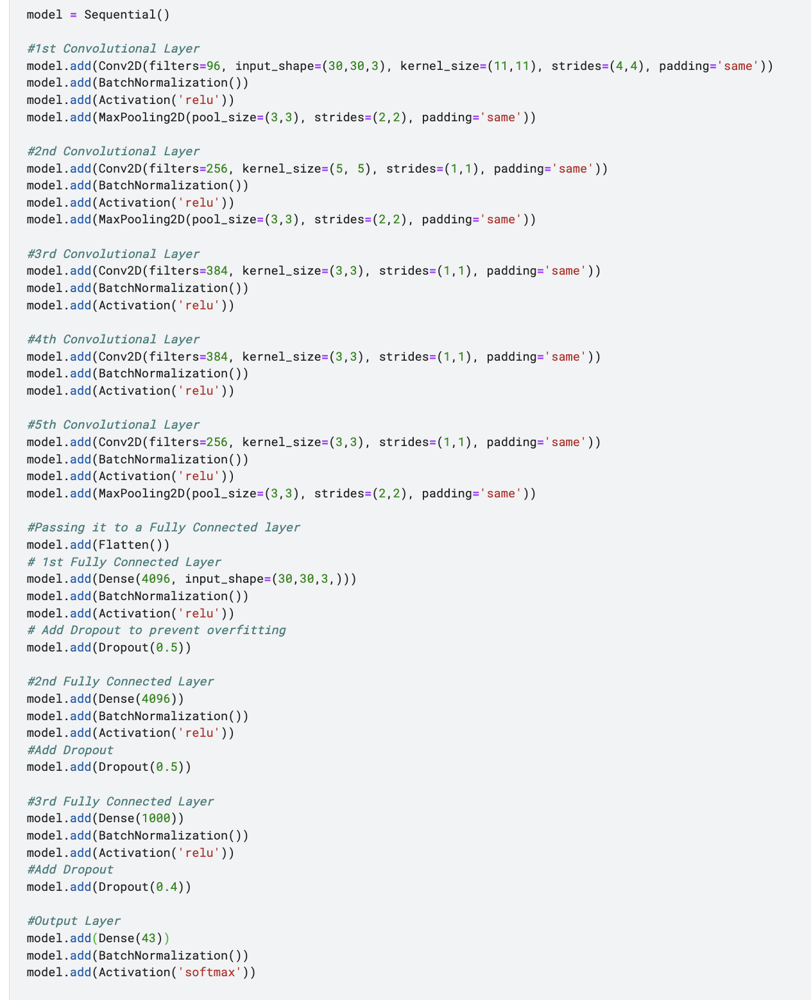 model = Sequential()
#1st Convolutional Layer
model.add(Conv2D(filters=96, input_shape=(30,30,3), kernel_size=(11,11), strides=(4,4), padding='same'))
model.add(BatchNormalization())
model.add(Activation('relu'))
model.add(MaxPooling2D(pool_size=(3,3), strides=(2,2), padding='same'))
#2nd Convolutional Layer
model.add(Conv2D(filters=256, kernel_size=(5, 5), strides=(1,1), padding='same'))
model.add(BatchNormalization())
model.add(Activation('relu'))
model.add(MaxPooling2D(pool_size=(3,3), strides=(2,2), padding='same'))
#3rd Convolutional Layer
model.add(Conv2D(filters=384, kernel_size=(3,3), strides=(1,1), padding='same'))
model.add(BatchNormalization())
model.add(Activation('relu'))
#4th Convolutional Layer
model.add(Conv2D(filters=384, kernel_size=(3,3), strides=(1,1), padding='same'))
model.add(BatchNormalization())
model.add(Activation('relu'))
#5th Convolutional Layer
model.add(Conv2D(filters=256, kernel_size=(3,3), strides=(1,1), padding='same'))
model.add(BatchNormalization())
model.add(Activation('relu'))
model.add(MaxPooling2D(pool_size=(3,3), strides=(2,2), padding='same'))
#Passing it to a Fully Connected layer
model.add(Flatten())
# 1st Fully Connected Layer
model.add(Dense(4096, input_shape=(30,30,3,)))
model.add(BatchNormalization())
model.add(Activation('relu'))
# Add Dropout to prevent overfitting
model.add(Dropout(0.5))
#2nd Fully Connected Layer
model.add(Dense(4096))
model.add(BatchNormalization())
model.add(Activation('relu'))
#Add Dropout
model.add(Dropout(0.5))
#3rd Fully Connected Layer
model.add(Dense(1000))
model.add(BatchNormalization())
model.add(Activation('relu'))
#Add Dropout
model.add(Dropout(0.4))
#Output Layer
model.add(Dense(43))
model.add(BatchNormalization())
model.add(Activation('softmax'))